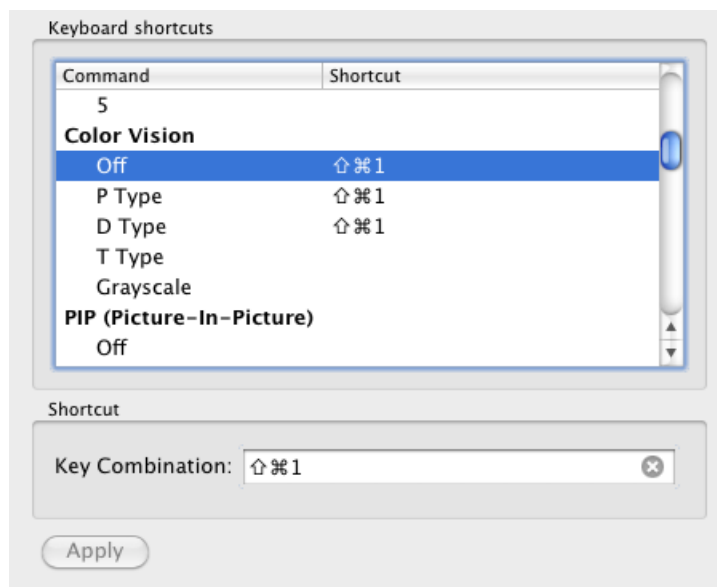 Keyboard shortcuts
Command Shortcut
5
Color Vision
Off ⇧⌘1
P Type ⇧⌘1
D Type ⇧⌘1
T Type
Grayscale
PIP (Picture-In-Picture)
Off
Shortcut
Key Combination: ⇧⌘1
Apply